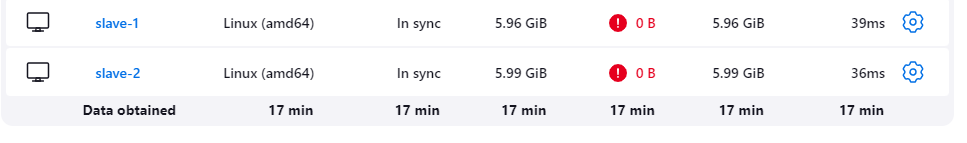 slave-1 Linux (amd64) In sync 5.96 GiB ! 0 B 5.96 GiB 39ms
slave-2 Linux (amd64) In sync 5.99 GiB ! 0 B 5.99 GiB 36ms
Data obtained 17 min 17 min 17 min 17 min 17 min 17 min